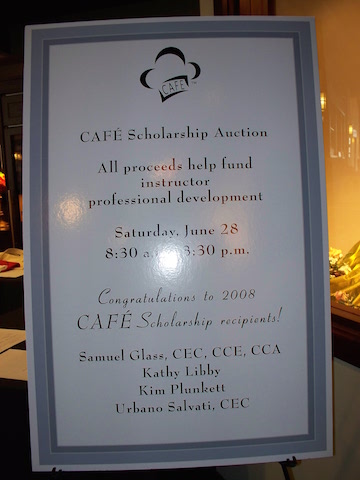 CAFÉ
CAFÉ Scholarship Auction
All proceeds help fund
instructor
professional development
Saturday, June 28
8:30 3:30 p.m.
Congratulations to 2008
CAFÉ Scholarship recipients!
Samuel Glass, CEC, CCE, CCA
Kathy Libby
Kim Plunkett
Urbano Salvati, CEC